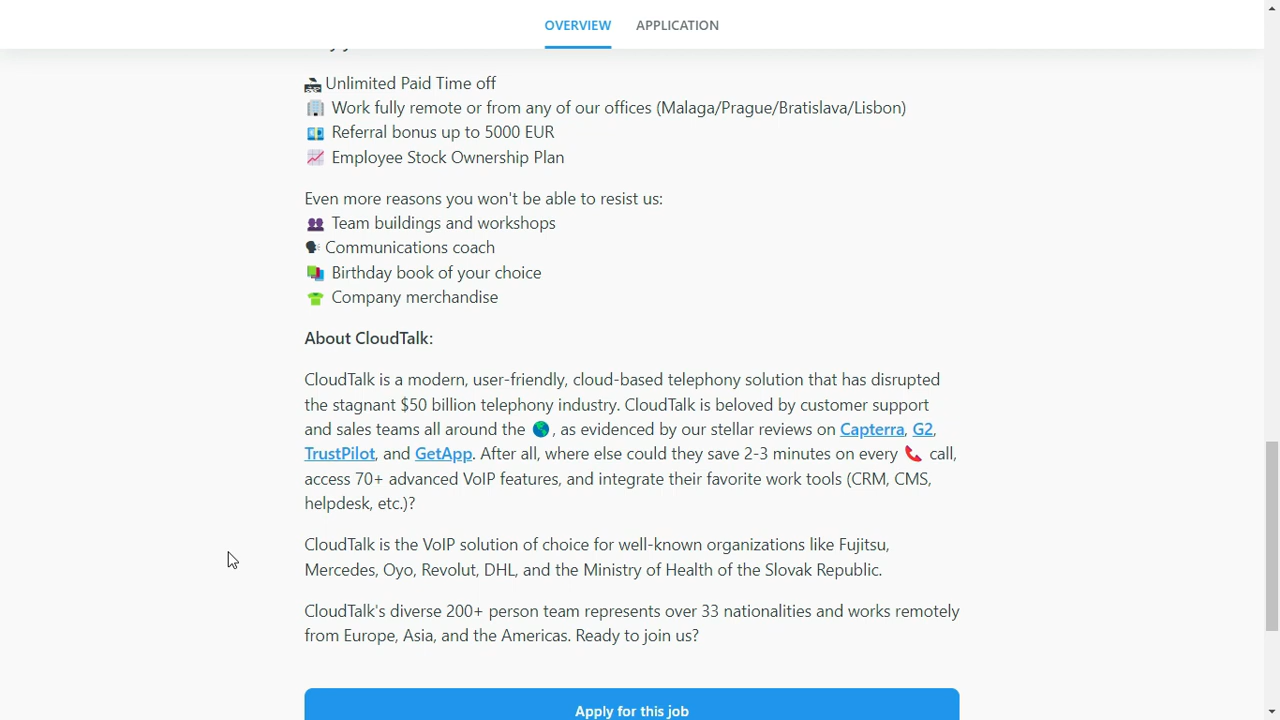 OVERVIEW
APPLICATION
Unlimited Paid Time off
Work fully remote or from any of our offices (Malaga/Prague/Bratislava/Lisbon)
Referral bonus up to 5000 EUR
Employee Stock Ownership Plan
Even more reasons you won't be able to resist us:
Team buildings and workshops
Communications coach
Birthday book of your choice
Company merchandise
About CloudTalk:
CloudTalk is a modern, user-friendly, cloud-based telephony solution that has disrupted
the stagnant $50 billion telephony industry. CloudTalk is beloved by customer support
and sales teams all around the 🌎, as evidenced by our stellar reviews on Capterra, G2,
TrustPilot, and GetApp. After all, where else could they save 2-3 minutes on every 📞 call,
access 70+ advanced VoIP features, and integrate their favorite work tools (CRM, CMS,
helpdesk, etc.)?
CloudTalk is the VoIP solution of choice for well-known organizations like Fujitsu,
Mercedes, Oyo, Revolut, DHL, and the Ministry of Health of the Slovak Republic.
CloudTalk's diverse 200+ person team represents over 33 nationalities and works remotely
from Europe, Asia, and the Americas. Ready to join us?
Apply for this job